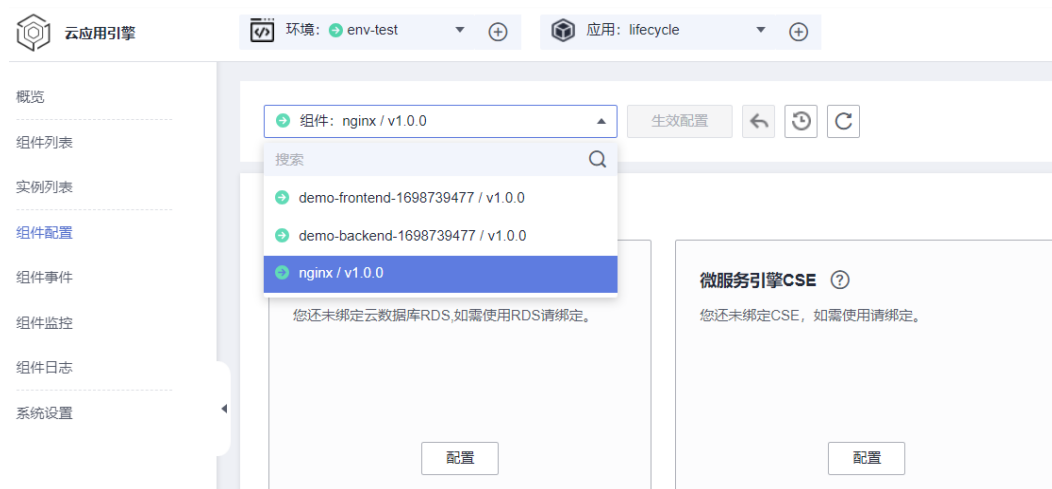 云应用引擎
环境： env-test
应用：lifecycle
概览
组件列表
实例列表
组件配置
组件事件
组件监控
组件日志
系统设置
组件：nginx / v1.0.0
生效配置
搜索
demo-frontend-1698739477 / v1.0.0
demo-backend-1698739477 / v1.0.0
nginx / v1.0.0
您还未绑定云数据库RDS,如需使用RDS请绑定。
配置
微服务引擎CSE
您还未绑定CSE，如需使用请绑定。
配置